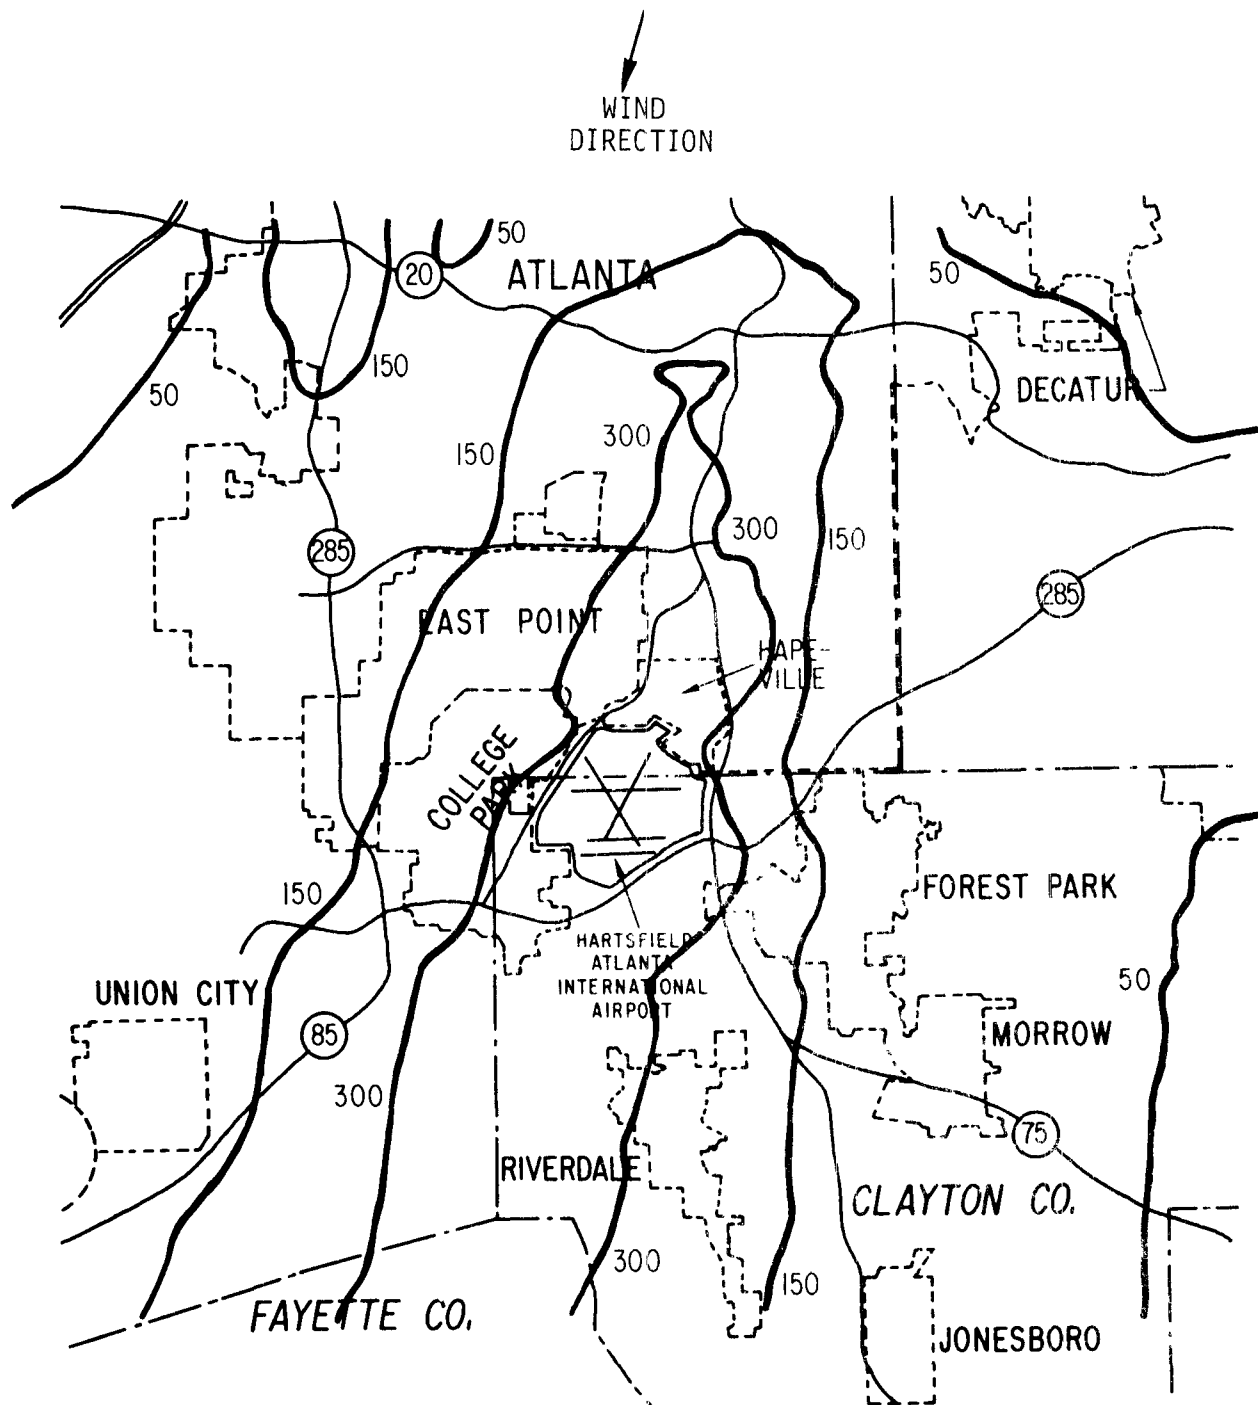 WIND
DIRECTION
50
ATLANTA
20
50
150
50
DECATUR
150
300
300
150
285
285
EAST POINT
HAPE-
VILLE
COLLEGE
PARK
150
FOREST PARK
HARTSFIELD
ATLANTA
INTERNATIONAL
AIRPORT
UNION CITY
50
85
MORROW
300
75
RIVERDALE
CLAYTON CO.
300
150
FAYETTE CO.
JONESBORO